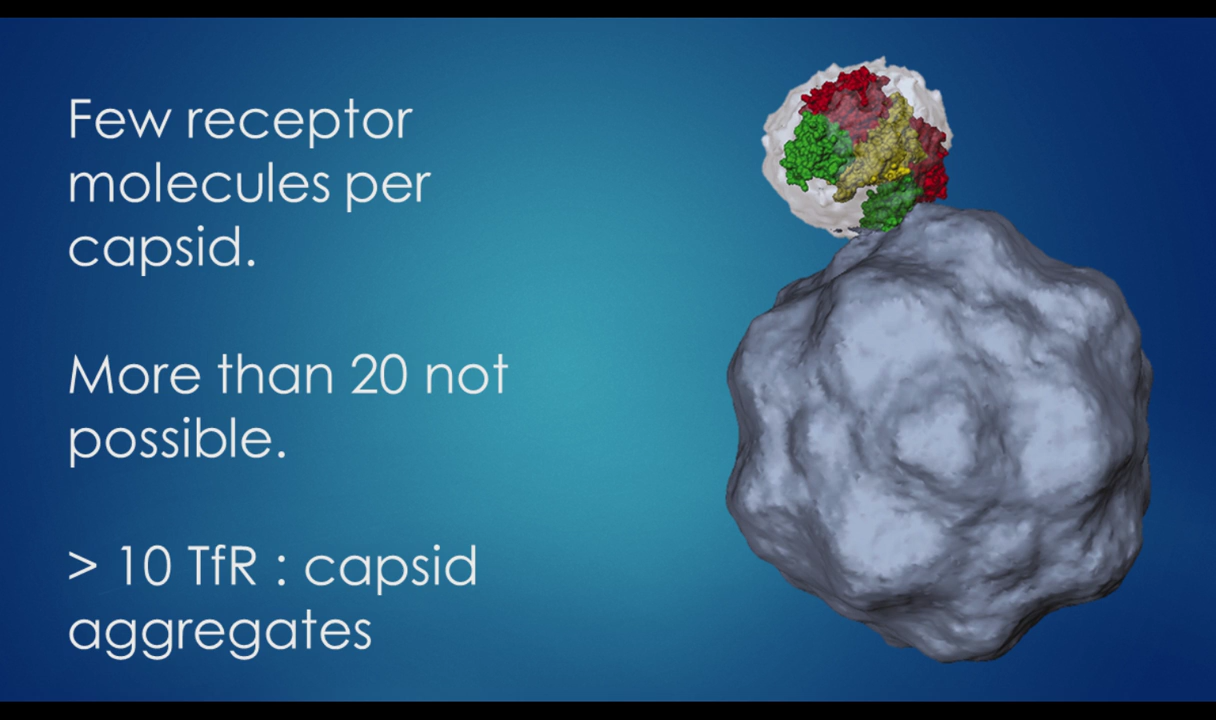 Few receptor
molecules per
capsid.
More than 20 not
possible.
> 10 TfR : capsid
aggregates